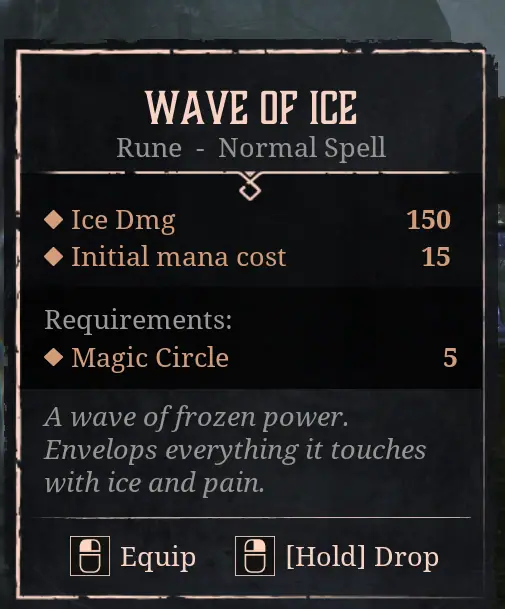 WAVE OF ICE
Rune - Normal Spell
Ice Dmg 150
Initial mana cost 15
Requirements:
Magic Circle 5
A wave of frozen power.
Envelops everything it touches
with ice and pain.
Equip [Hold] Drop